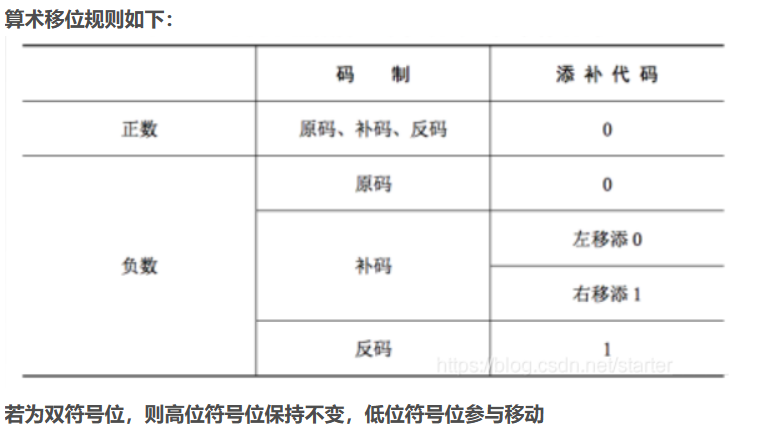 算术移位规则如下：
码 制 添 补 代 码
正数 原码、补码、反码 0
原码 0
左移添 0
负数 补码
右移添 1
反码 1
https://blog.csdn.net/starter
若为双符号位，则高位符号位保持不变，低位符号位参与移动